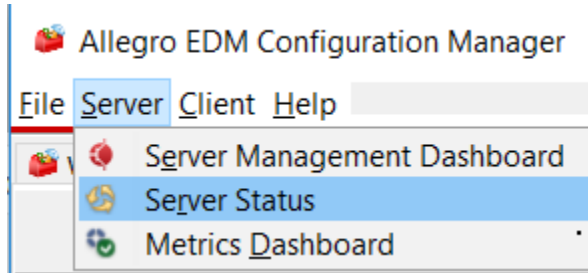 Allegro EDM Configuration Manager
File Server Client Help
Server Management Dashboard
Server Status
Metrics Dashboard